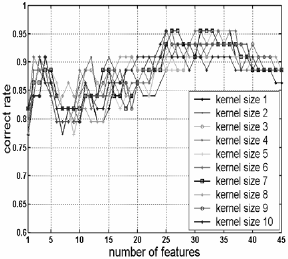 1
0.95
0.9
0.85
0.8
0.75
0.7
0.65
0.6
correct rate
kernel size 1
kernel size 2
kernel size 3
kernel size 4
kernel size 5
kernel size 6
kernel size 7
kernel size 8
kernel size 9
kernel size 10
1 5 10 15 20 25 30 35 40 45
number of features